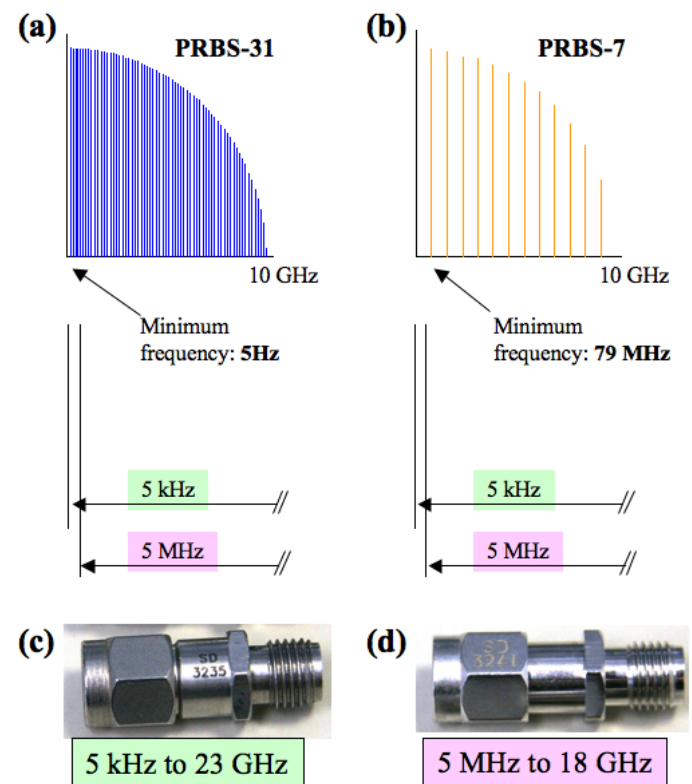 (a)
PRBS-31
10 GHz
Minimum
frequency: 5Hz
5 kHz
5 MHz
(b)
PRBS-7
10 GHz
Minimum
frequency: 79 MHz
5 kHz
5 MHz
(c)
SD
3235
5 kHz to 23 GHz
(d)
SD
3241
5 MHz to 18 GHz